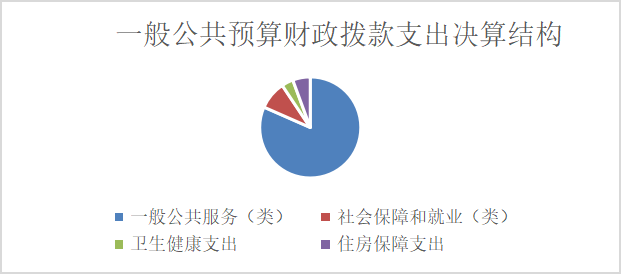 一般公共预算财政拨款支出决算结构
一般公共服务（类） 社会保障和就业（类）
卫生健康支出 住房保障支出